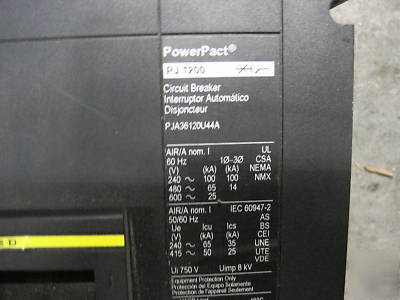 PowerPact®
PJ 1200
Circuit Breaker
Interruptor Automático
Disjoncteur
PJA36120U44A
AIR/A nom. I UL
60 Hz 1Ø-3Ø CSA
(V) (kA) (kA) NEMA
240 ~ 100 100 NMX
480 ~ 65 14
600 ~ 25
AIR/A nom. I IEC 60947-2
50/60 Hz AS
Ue Icu Ics BS
(V) (kA) (kA) CEI
240 ~ 65 35 UNE
415 ~ 50 25 UTE
VDE
Ui 750 V Uimp 8 kV
Equipment Protection Only
Protección del Equipo Solamente
Protection d'appareil Seulement